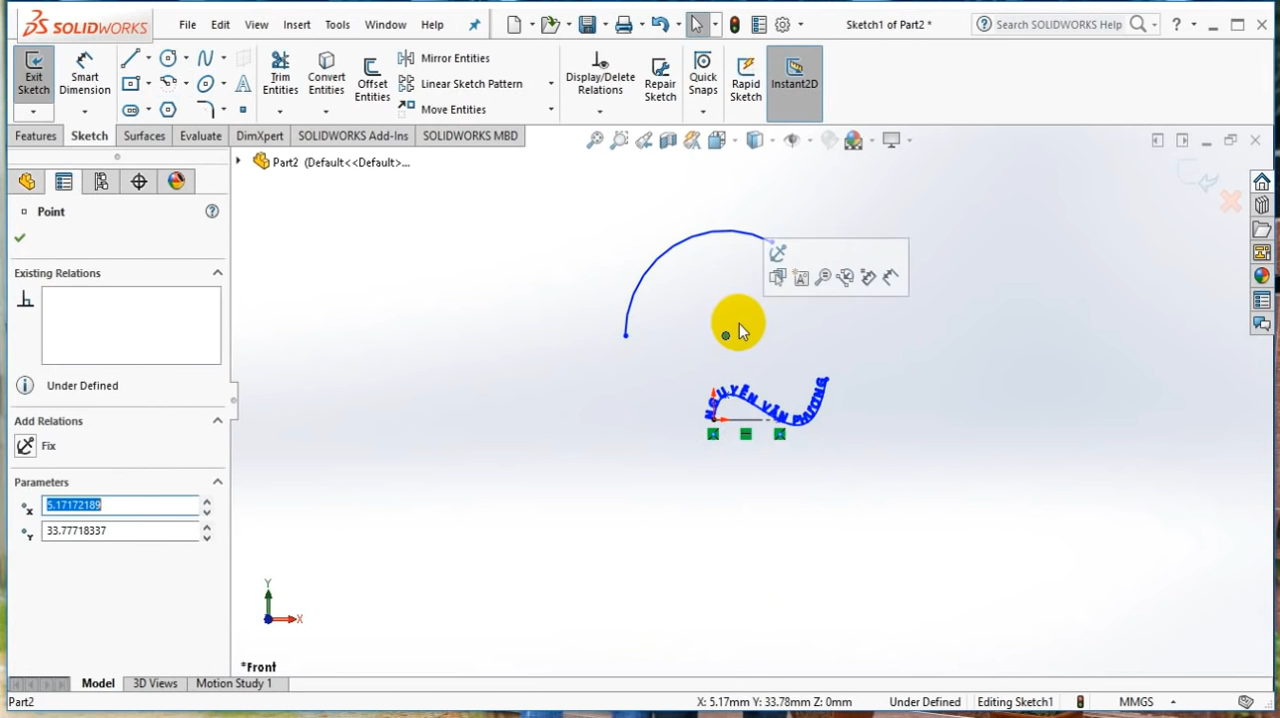 SOLIDWORKS File Edit View Insert Tools Window Help Sketch1 of Part2 * Search SOLIDWORKS Help ?
Exit Sketch
Smart Dimension
Trim Entities
Convert Entities
Offset Entities
Mirror Entities
Linear Sketch Pattern
Move Entities
Display/Delete Relations
Repair Sketch
Quick Snaps
Rapid Sketch
Instant2D
Features Sketch Surfaces Evaluate DimXpert SOLIDWORKS Add-Ins SOLIDWORKS MBD
Part2 (Default<<Default>...
Point
Existing Relations
Under Defined
Add Relations
Fix
Parameters
5.17172189
33.77718337
NGUYỄN VĂN PHƯƠNG
Y
X
*Front
Model 3D Views Motion Study 1
Part2 X: 5.17mm Y: 33.78mm Z: 0mm Under Defined Editing Sketch1 MMGS